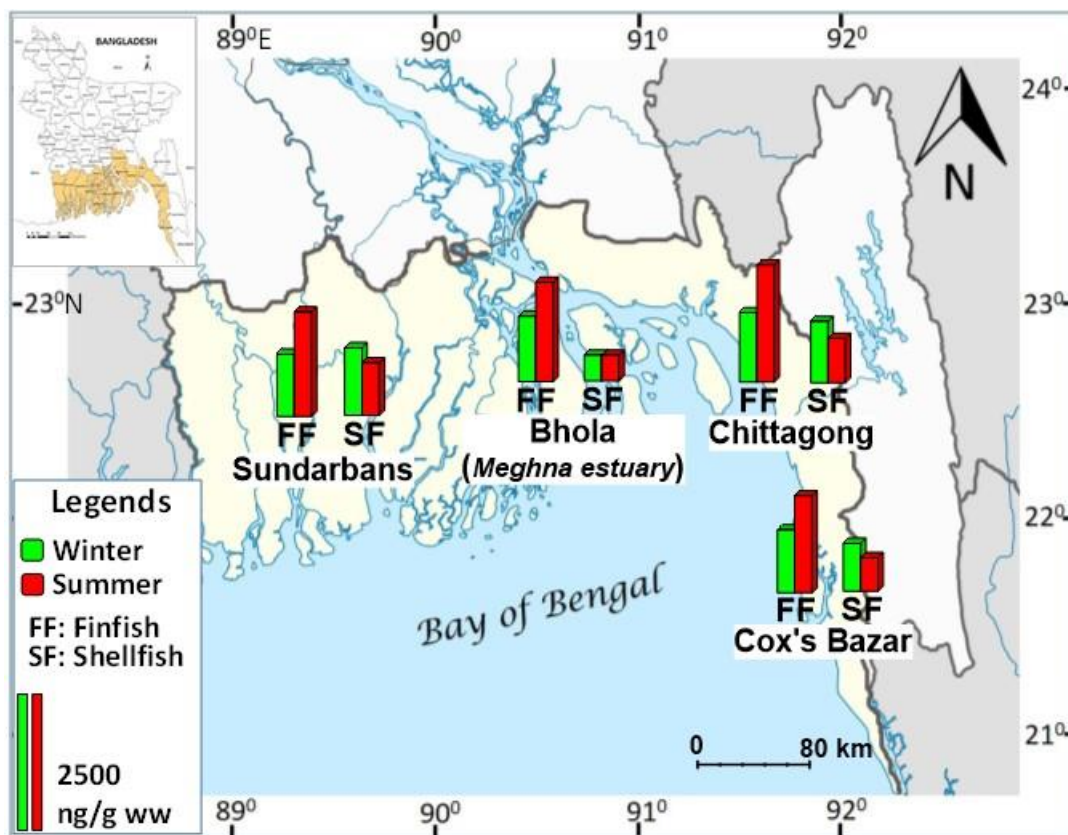 BANGLADESH
N
89⁰E
90⁰
91⁰
92⁰
24⁰
N
23⁰N
23⁰
FF SF
Sundarbans
FF SF
Bhola
(Meghna estuary)
FF SF
Chittagong
22⁰
FF SF
Cox's Bazar
Bay of Bengal
Legends
Winter
Summer
FF: Finfish
SF: Shellfish
2500
ng/g ww
0 80 km
21⁰
89⁰
90⁰
91⁰
92⁰